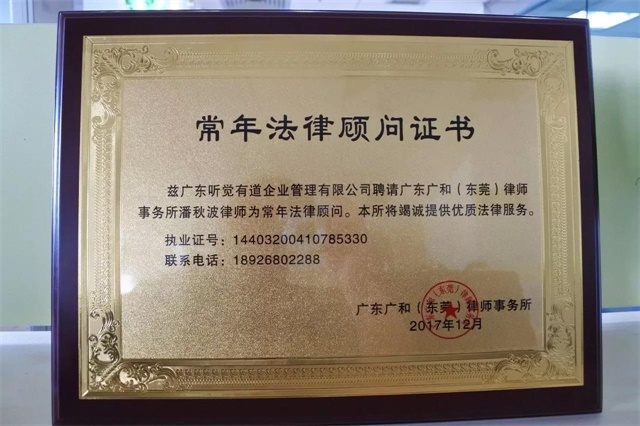 常年法律顾问证书
兹广东听觉有道企业管理有限公司聘请广东广和（东莞）律师
事务所潘秋波律师为常年法律顾问。本所将竭诚提供优质法律服务。
执业证号：14403200410785330
联系电话：18926802288
广东广和（东莞）律师事务所
2017年12月